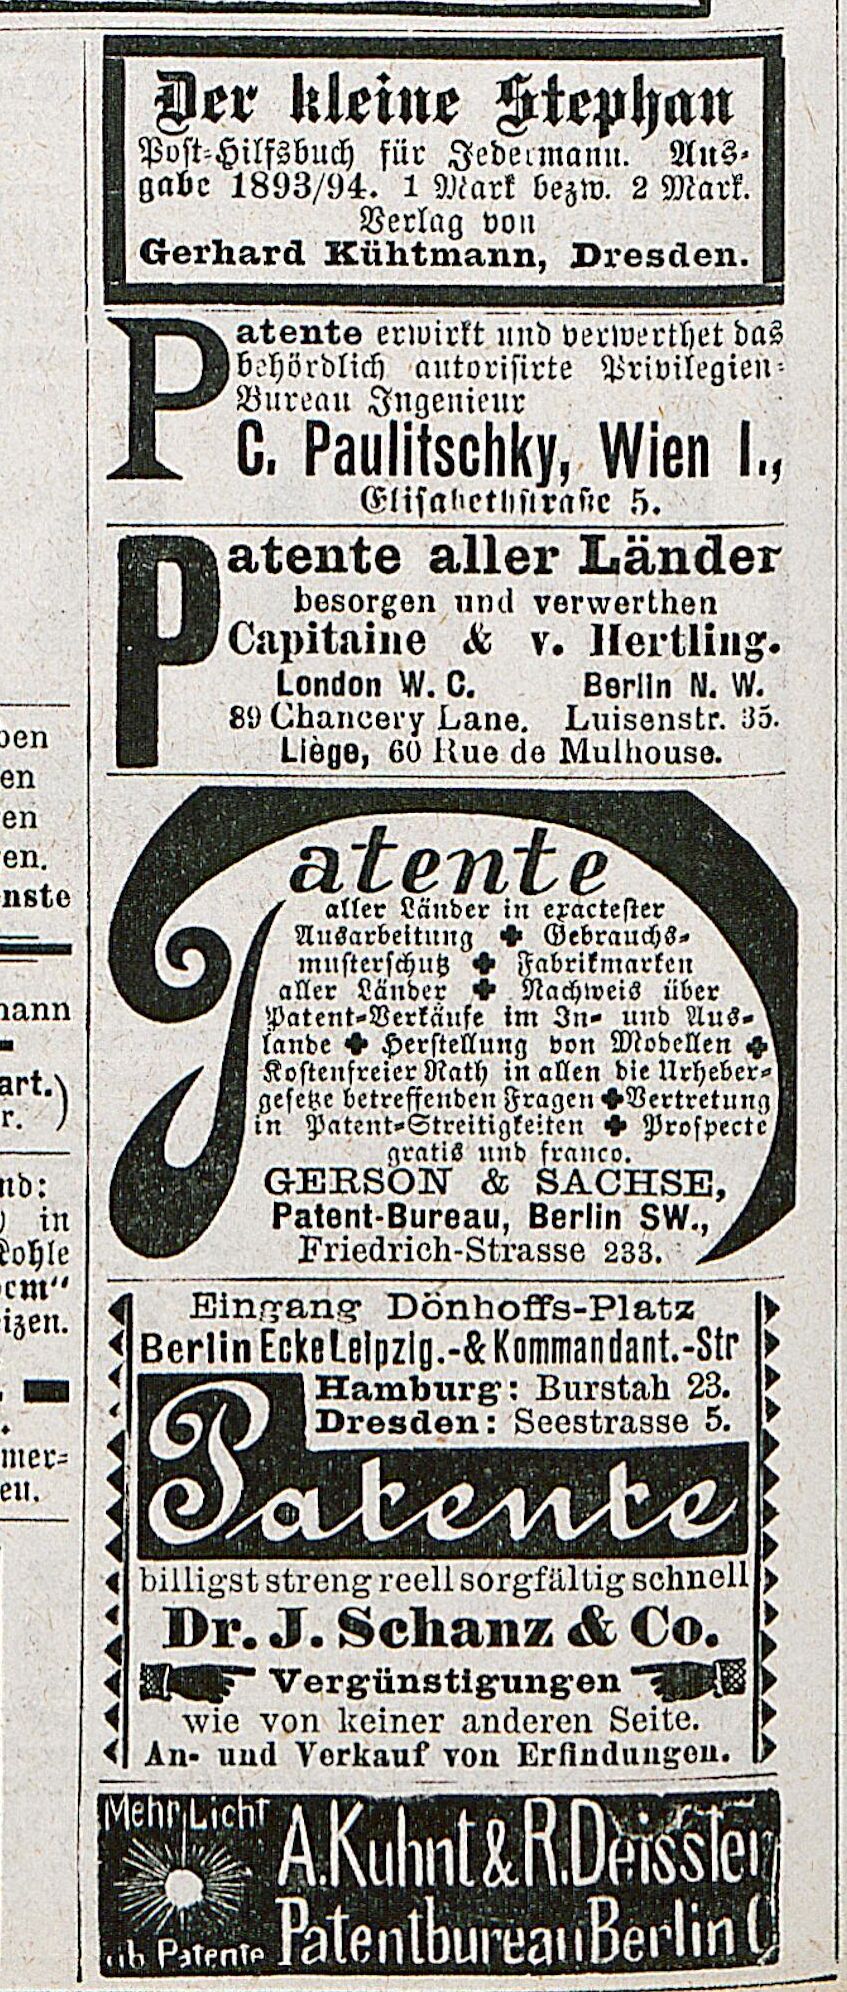 Der kleine Stephan
Post-Hilfsbuch für Jedermann. Aus-
gabe 1893/94. 1 Mark bezw. 2 Mark.
Verlag von
Gerhard Kühtmann, Dresden.
Patente erwirkt und verwerthet das
behördlich autorisirte Privilegien-
Bureau Ingenieur
C. Paulitschky, Wien I.,
Elisabethstraße 5.
Patente aller Länder
besorgen und verwerthen
Capitaine & v. Hertling.
London W. C. Berlin N. W.
89 Chancery Lane. Luisenstr. 35.
Liège, 60 Rue de Mulhouse.
Patente
aller Länder in exactester
Ausarbeitung ✚ Gebrauchs-
musterschutz ✚ Fabrikmarken
aller Länder ✚ Nachweis über
Patent-Verkäufe im In- und Aus-
lande ✚ Herstellung von Modellen ✚
Kostenfreier Rath in allen die Urheber-
gesetze betreffenden Fragen ✚ Vertretung
in Patent-Streitigkeiten ✚ Prospecte
gratis und franco.
GERSON & SACHSE,
Patent-Bureau, Berlin SW.,
Friedrich-Strasse 233.
Eingang Dönhoffs-Platz
Berlin Ecke Leipzig.-& Kommandant.-Str
Hamburg: Burstah 23.
Dresden: Seestrasse 5.
Patente
billigst streng reell sorgfältig schnell
Dr. J. Schanz & Co.
Vergünstigungen
wie von keiner anderen Seite.
An- und Verkauf von Erfindungen.
Mehr Licht
üb Patente
A. Kuhnt & R. Deissler
Patentbureau Berlin C
ben
en
en
en.
nste
mann
art.)
r.
nd:
) in
Kohle
em"
izen.
mer-
en.